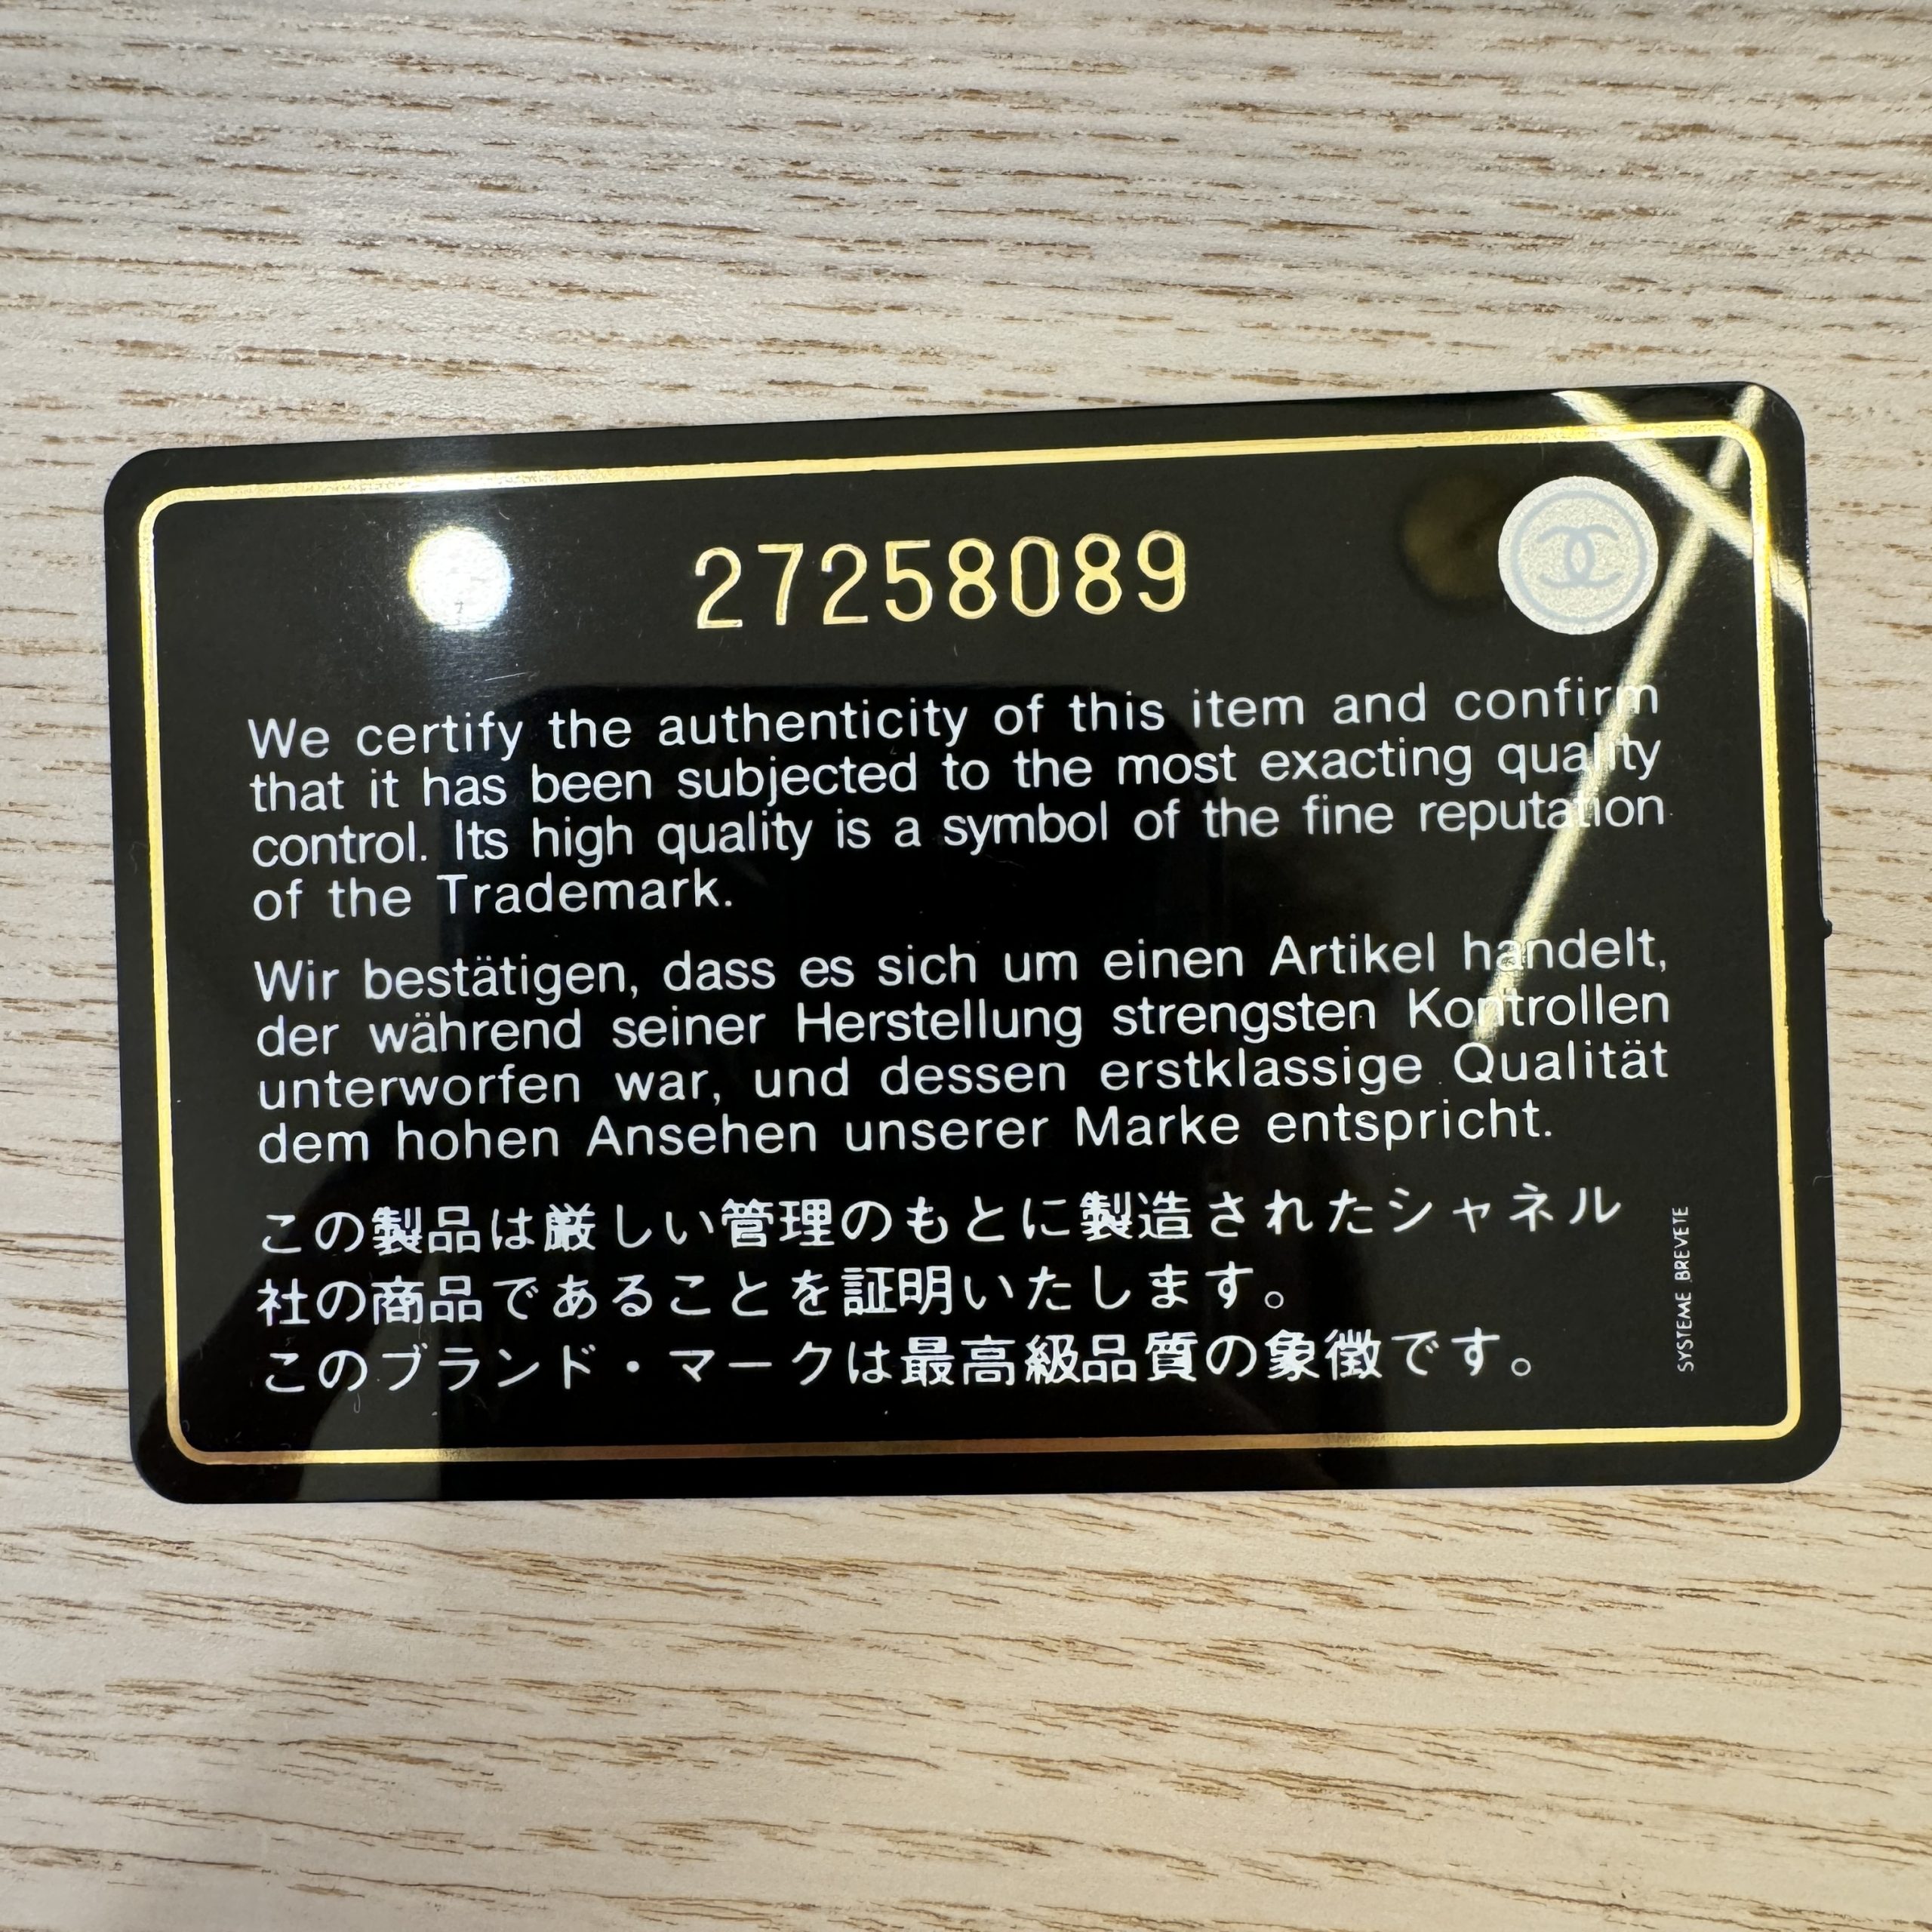 27258089
We certify the authenticity of this item and confirm
that it has been subjected to the most exacting quality
control. Its high quality is a symbol of the fine reputation
of the Trademark.
Wir bestätigen, dass es sich um einen Artikel handelt,
der während seiner Herstellung strengsten Kontrollen
unterworfen war, und dessen erstklassige Qualität
dem hohen Ansehen unserer Marke entspricht.
この製品は厳しい管理のもとに製造されたシャネル
社の商品であることを証明いたします。
このブランド・マークは最高級品質の象徴です。
SYSTEME BREVETE